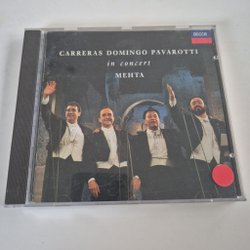 DECCA
CARRERAS DOMINGO PAVAROTTI
in concert
MEHTA